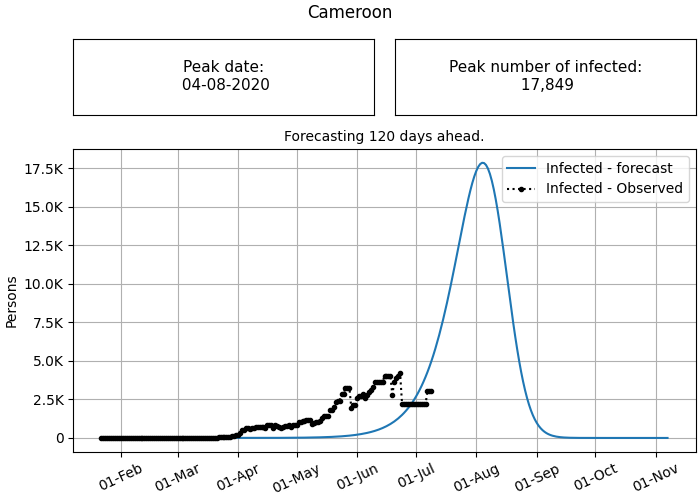 Cameroon
Peak date:
04-08-2020
Peak number of infected:
17,849
Forecasting 120 days ahead.
Infected - forecast
Infected - Observed
Persons
17.5K
15.0K
12.5K
10.0K
7.5K
5.0K
2.5K
0
01-Feb
01-Mar
01-Apr
01-May
01-Jun
01-Jul
01-Aug
01-Sep
01-Oct
01-Nov